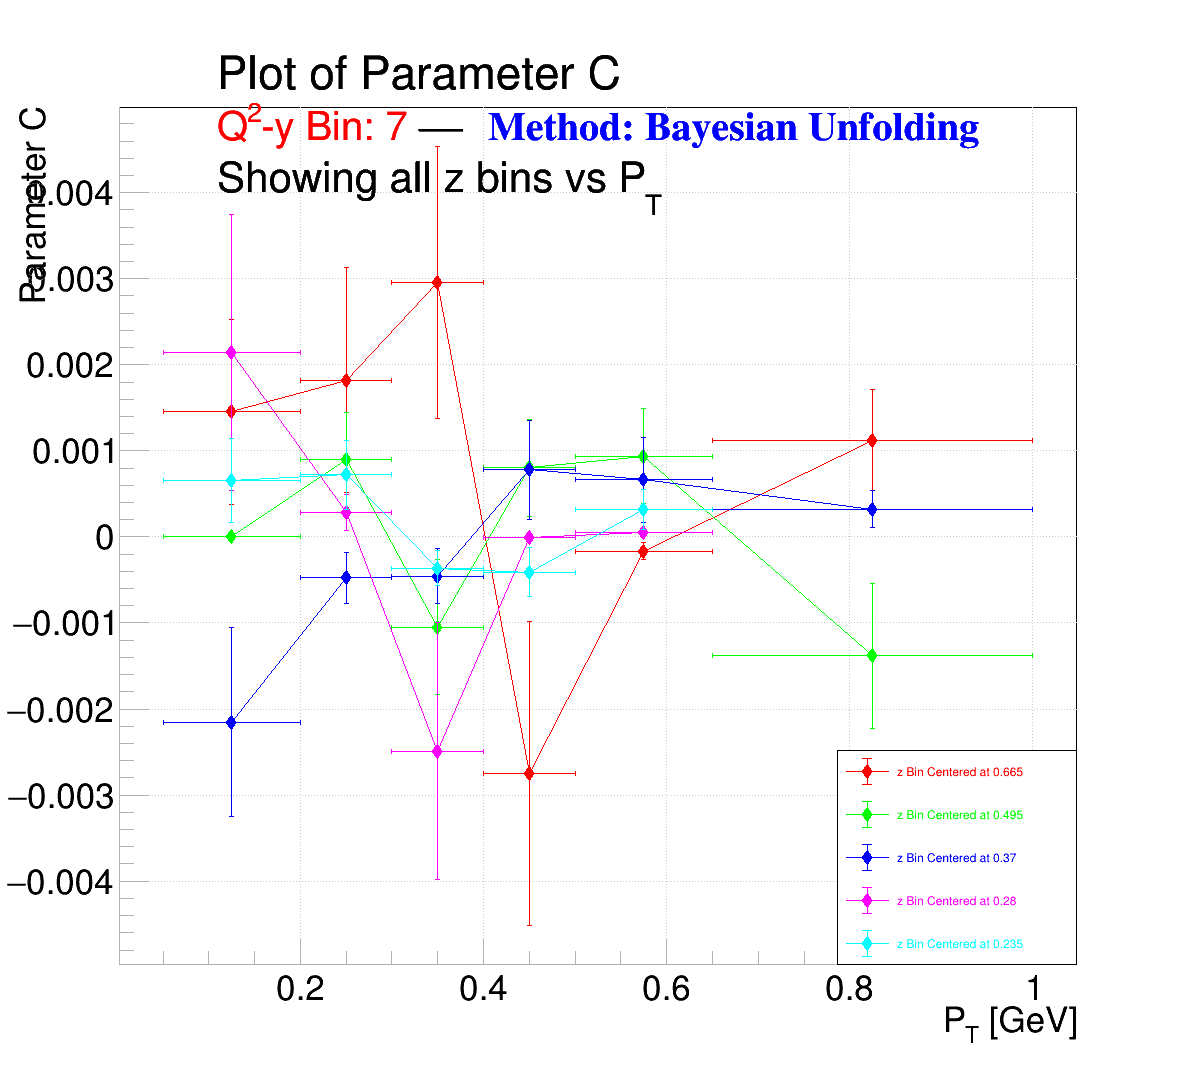 Plot of Parameter C
Q²-y Bin: 7 — Method: Bayesian Unfolding
Showing all z bins vs P_T
Parameter C
0.004
0.003
0.002
0.001
0
−0.001
−0.002
−0.003
−0.004
z Bin Centered at 0.665
z Bin Centered at 0.495
z Bin Centered at 0.37
z Bin Centered at 0.28
z Bin Centered at 0.235
0.2 0.4 0.6 0.8 1
P_T [GeV]